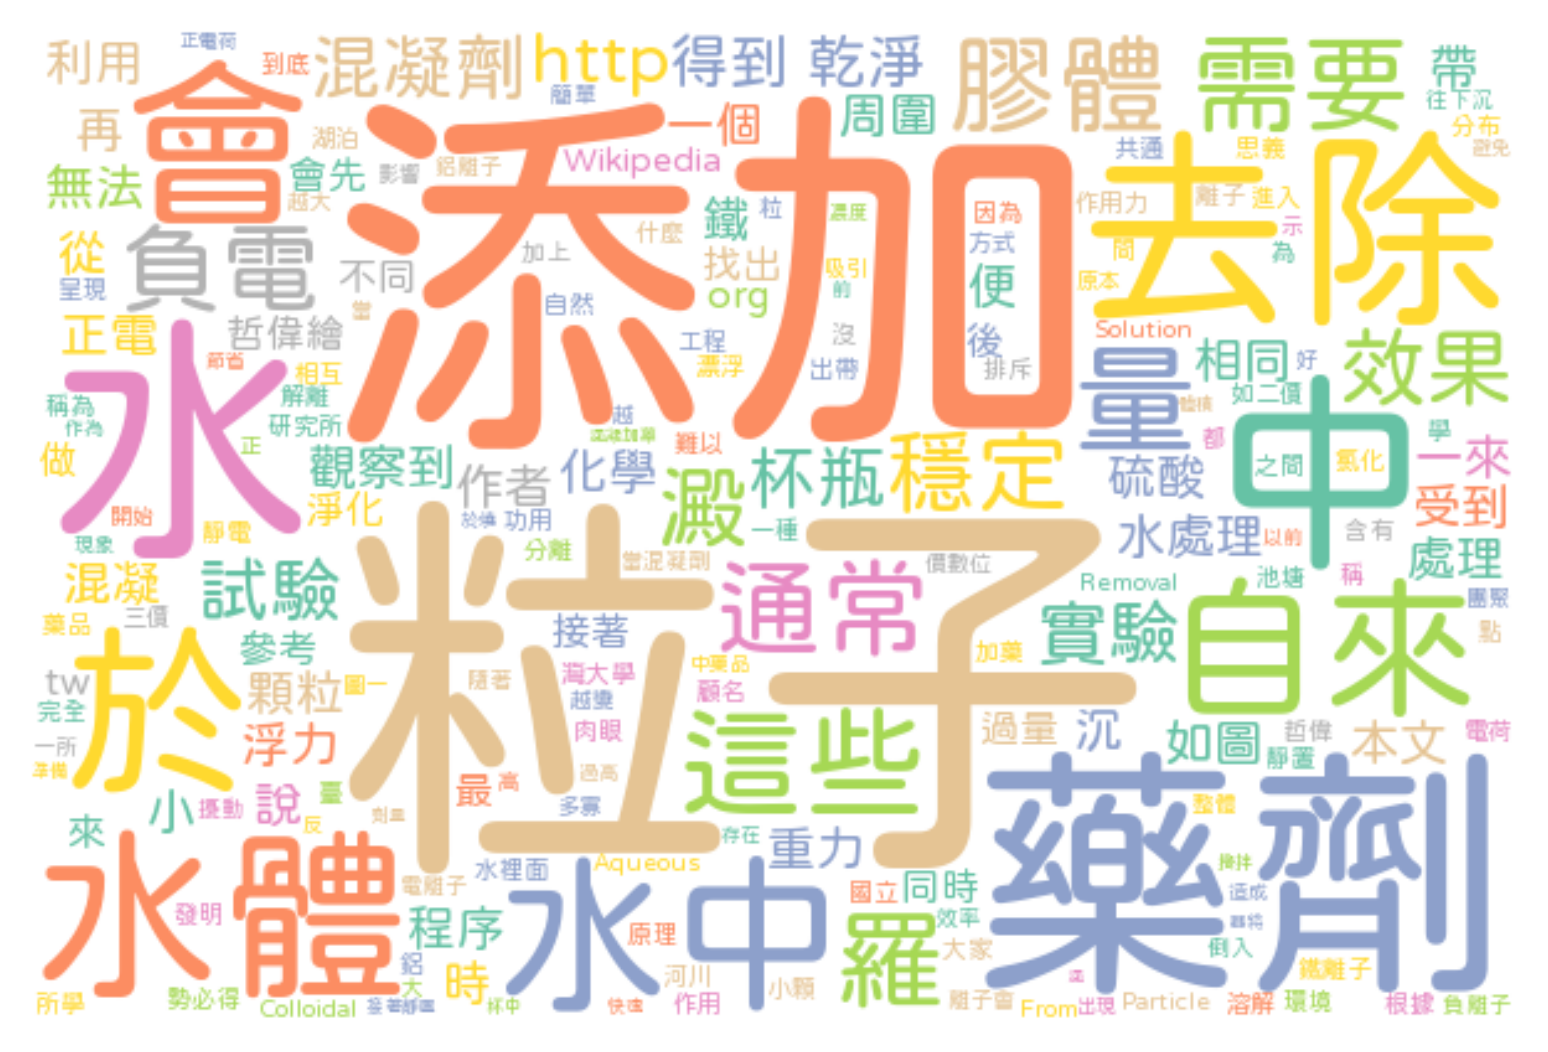 正電荷
利用
到底
混凝劑
http
得到
乾淨
膠體
需要
帶
簡單
往下沉
會
再
湖泊
添加
一個
周圍
分布
無法
會先
影響
鋁離子
Wikipedia
共通
去除
思義
避免
越大
鐵
粒
濃度
因為
作用力
離子
進入
從
負電
不同
加上
什麼
找出
吸引
方式
問
示
為
呈現
當
自然
org
前
便
原本
正電
哲偉繪
工程
沒
後
Solution
水
節省
相互
漂浮
出帶
排斥
量
相同
好
效果
稱為
解離
越
體積
如二價
中
作為
研究所
正
難以
都
學
做
觀察到
作者
化學
澱
杯瓶
穩定
硫酸
之間
氯化
一來
開始
淨化
功用
一種
水處理
以前
含有
受到
現象
靜電
分離
當混凝劑
價數位
處理
混凝
試驗
粒子
通常
Removal
池塘
稱
團聚
藥品
三價
接著
實驗
自來
點
於
參考
灣大學
中藥品
加藥
tw
顆粒
圖一
隨著
越變
顧名
完全
浮力
肉眼
這些
過量
沉
如圖
哲偉
本文
電荷
一所
靜置
準備
最
高
過高
藥劑
小
擾動
說
臺
多寡
整體
來
反
存在
重力
水體
水裡面
Aqueous
攪拌
電離子
水中
國立
同時
造成
發明
程序
羅
效率
原理
大家
倒入
鋁
時
河川
小顆
鐵離子
大
所學
勢必得
Colloidal
杯中
快速
作用
離子會
From
出現
Particle
溶解
環境
根據
負離子